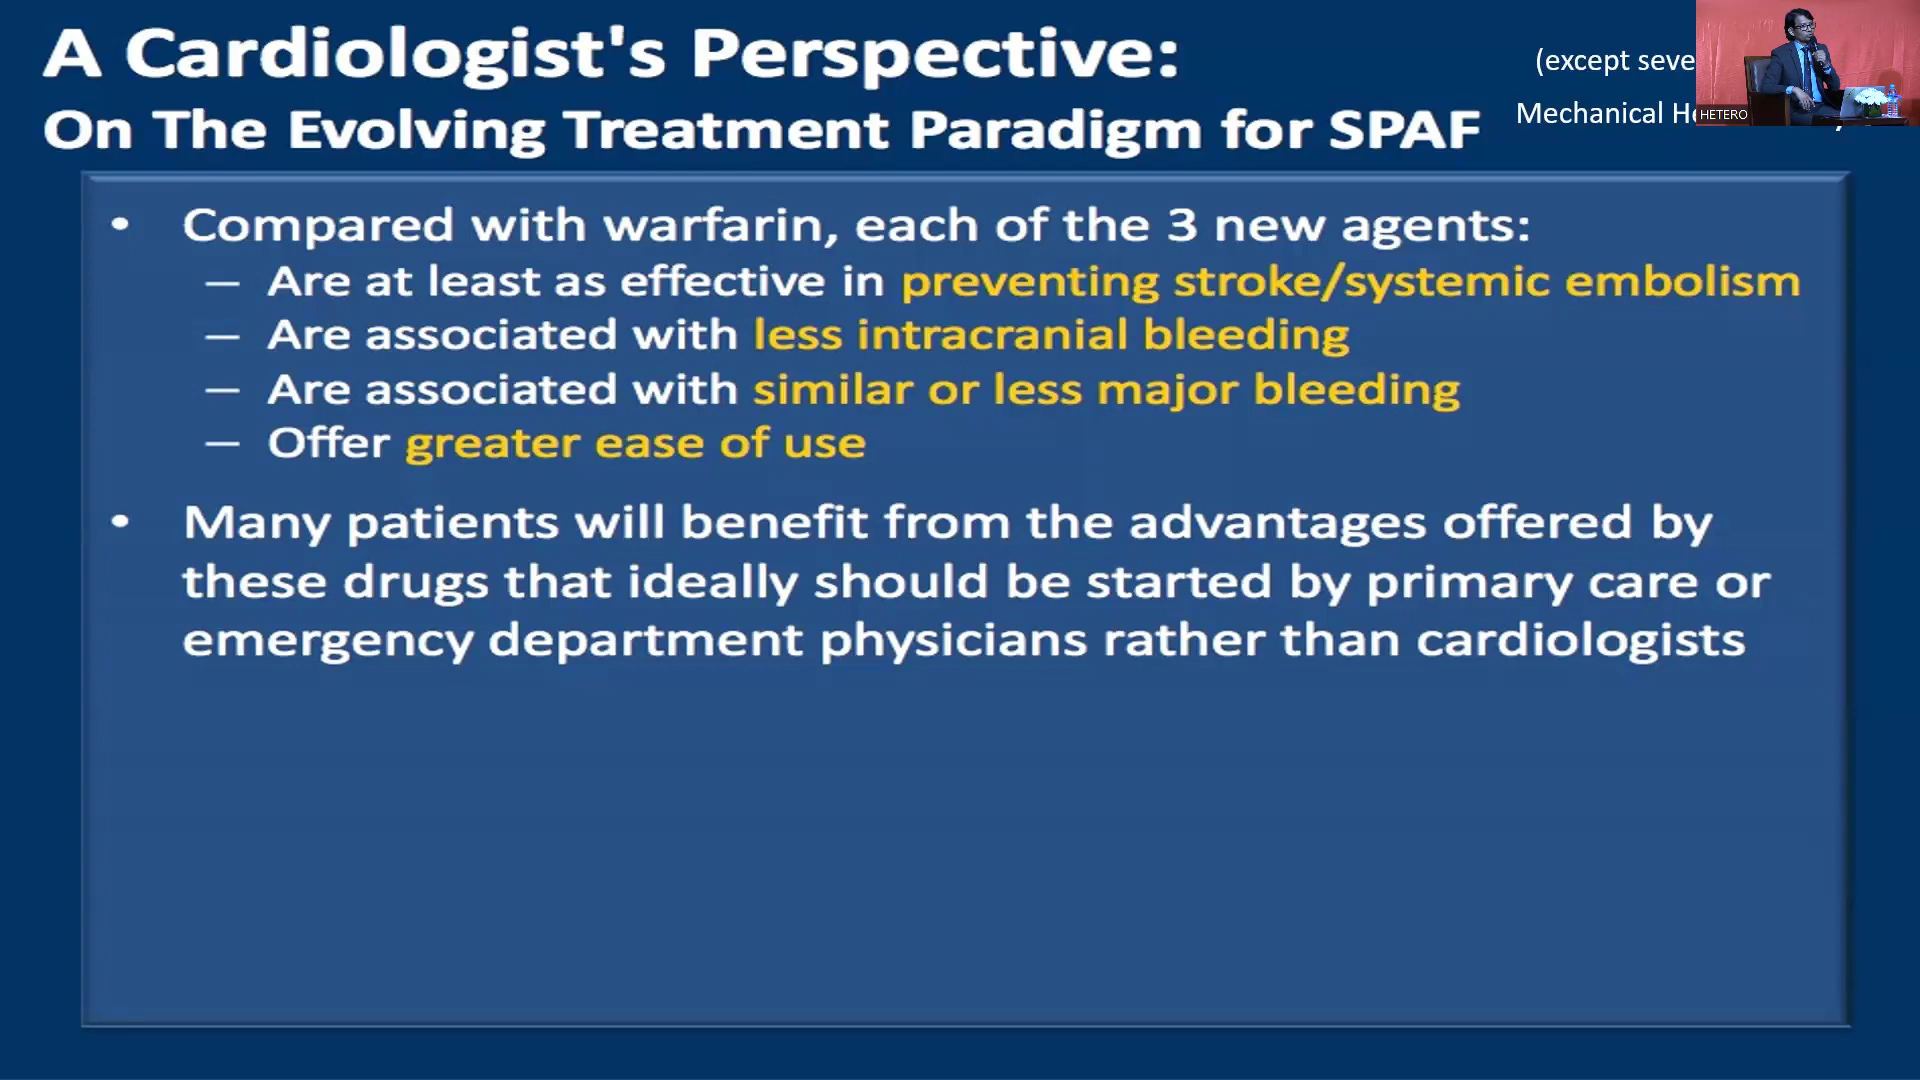 A Cardiologist's Perspective:
On The Evolving Treatment Paradigm for SPAF
(except
Mechanical
HETERO
• Compared with warfarin, each of the 3 new agents:
– Are at least as effective in preventing stroke/systemic embolism
– Are associated with less intracranial bleeding
– Are associated with similar or less major bleeding
– Offer greater ease of use
• Many patients will benefit from the advantages offered by
these drugs that ideally should be started by primary care or
emergency department physicians rather than cardiologists